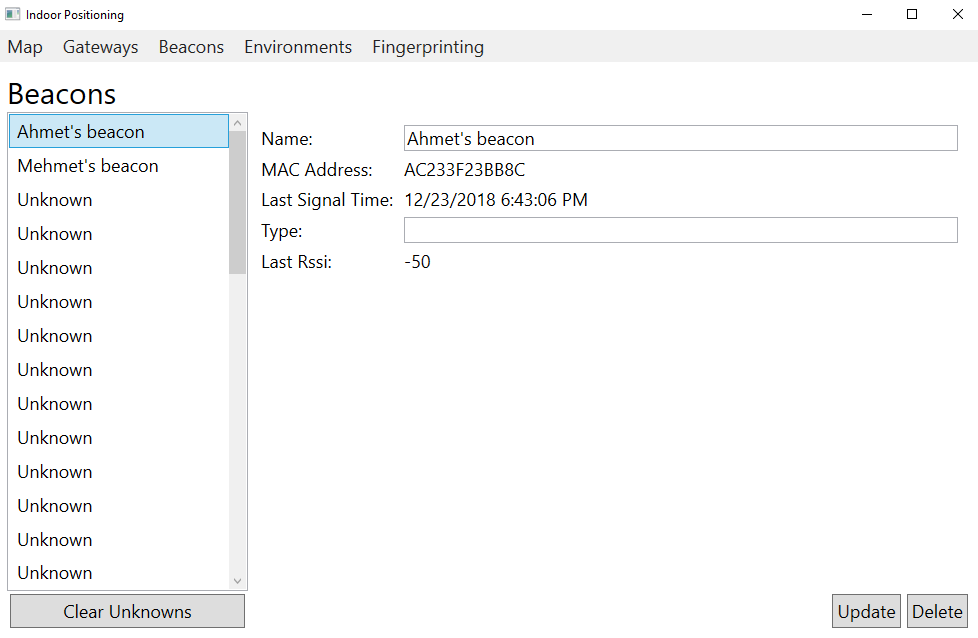 Indoor Positioning
Map Gateways Beacons Environments Fingerprinting
Beacons
Ahmet's beacon
Mehmet's beacon
Unknown
Unknown
Unknown
Unknown
Unknown
Unknown
Unknown
Unknown
Unknown
Unknown
Unknown
Unknown
Clear Unknowns
Name: Ahmet's beacon
MAC Address: AC233F23BB8C
Last Signal Time: 12/23/2018 6:43:06 PM
Type:
Last Rssi: -50
Update Delete